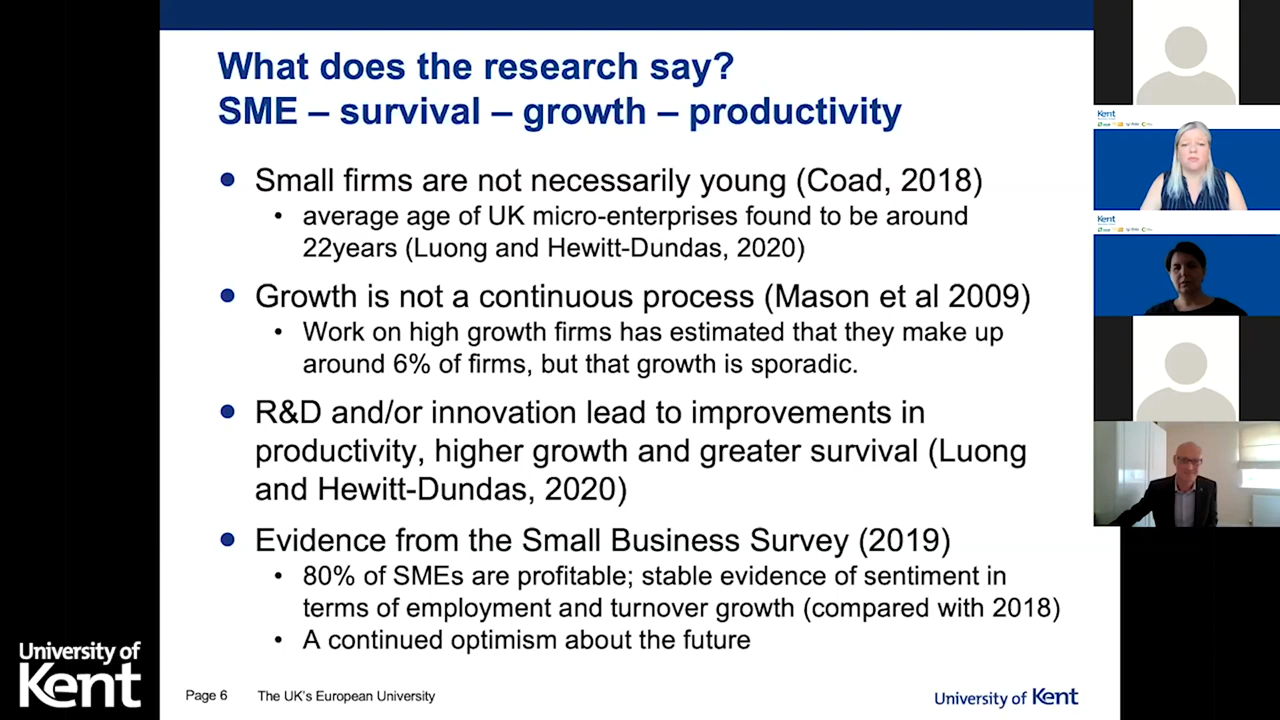 What does the research say?
SME – survival – growth – productivity
• Small firms are not necessarily young (Coad, 2018)
• average age of UK micro-enterprises found to be around
22years (Luong and Hewitt-Dundas, 2020)
• Growth is not a continuous process (Mason et al 2009)
• Work on high growth firms has estimated that they make up
around 6% of firms, but that growth is sporadic.
• R&D and/or innovation lead to improvements in
productivity, higher growth and greater survival (Luong
and Hewitt-Dundas, 2020)
• Evidence from the Small Business Survey (2019)
• 80% of SMEs are profitable; stable evidence of sentiment in
terms of employment and turnover growth (compared with 2018)
• A continued optimism about the future
Page 6 The UK's European University
University of Kent
University of
Kent
Kent
Kent